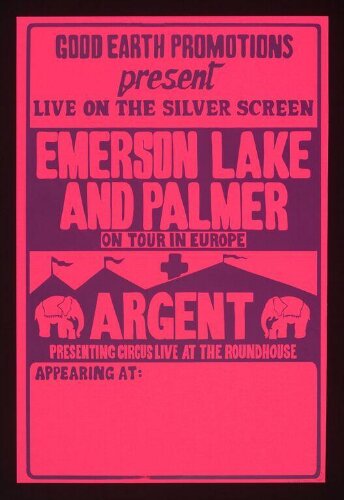 GOOD EARTH PROMOTIONS
present
LIVE ON THE SILVER SCREEN
EMERSON LAKE
AND PALMER
ON TOUR IN EUROPE
+
ARGENT
PRESENTING CIRCUS LIVE AT THE ROUNDHOUSE
APPEARING AT: